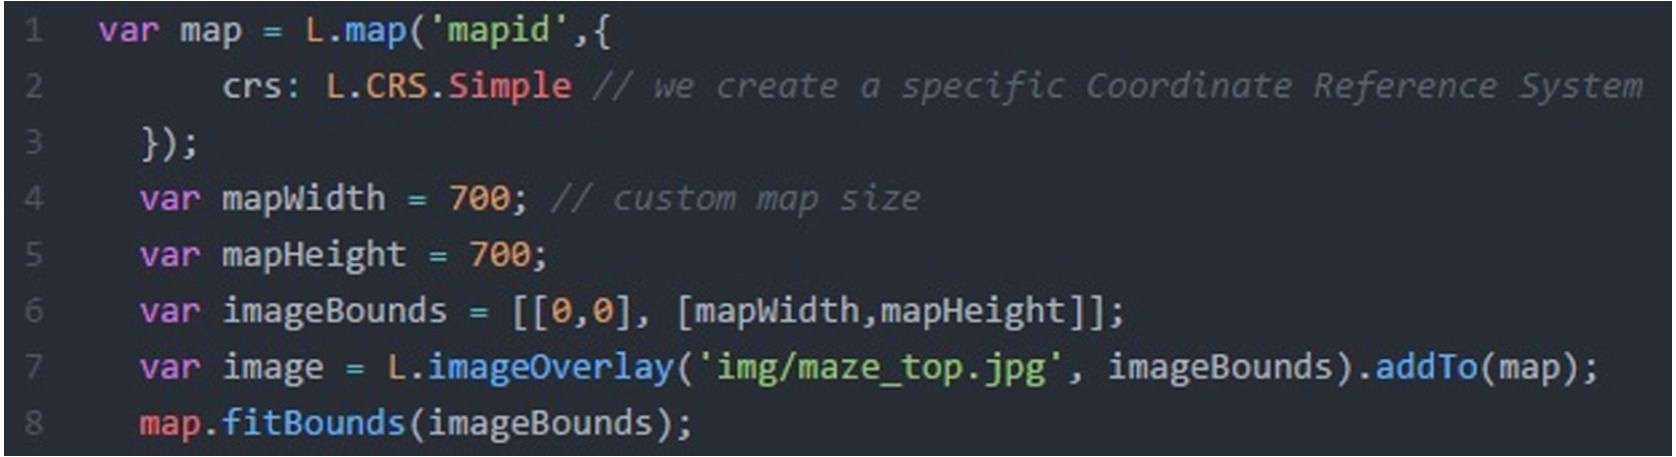 1 var map = L.map('mapid',{
2 crs: L.CRS.Simple // we create a specific Coordinate Reference System
3 });
4 var mapWidth = 700; // custom map size
5 var mapHeight = 700;
6 var imageBounds = [[0,0], [mapWidth,mapHeight]];
7 var image = L.imageOverlay('img/maze_top.jpg', imageBounds).addTo(map);
8 map.fitBounds(imageBounds);